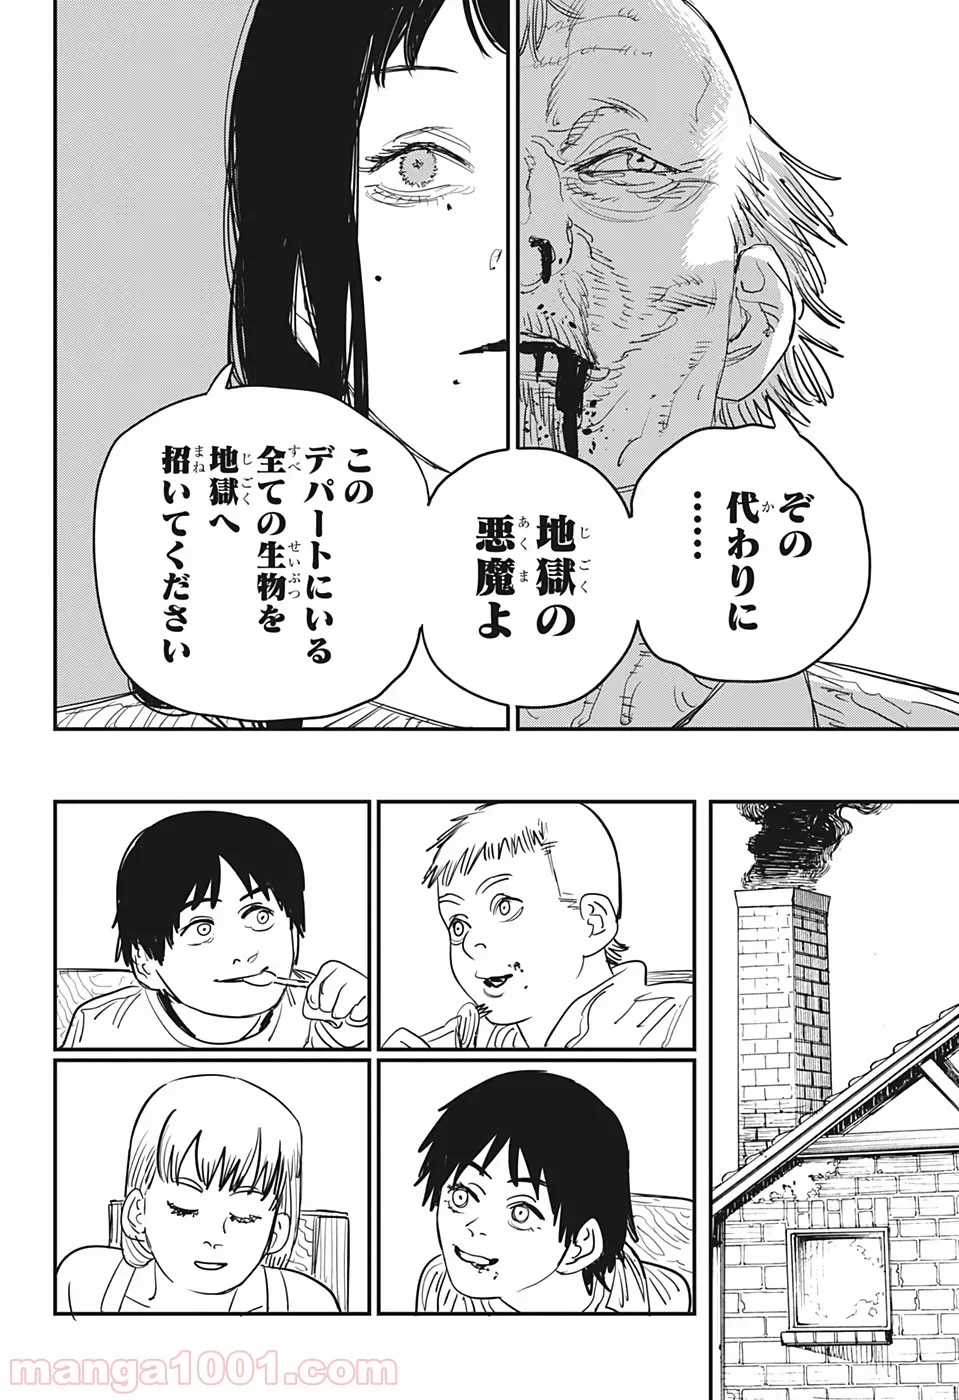 ぞの
代わりに
……
地獄の
悪魔よ
この
デパートにいる
全ての生物を
地獄へ
招いてください
manga1001.com